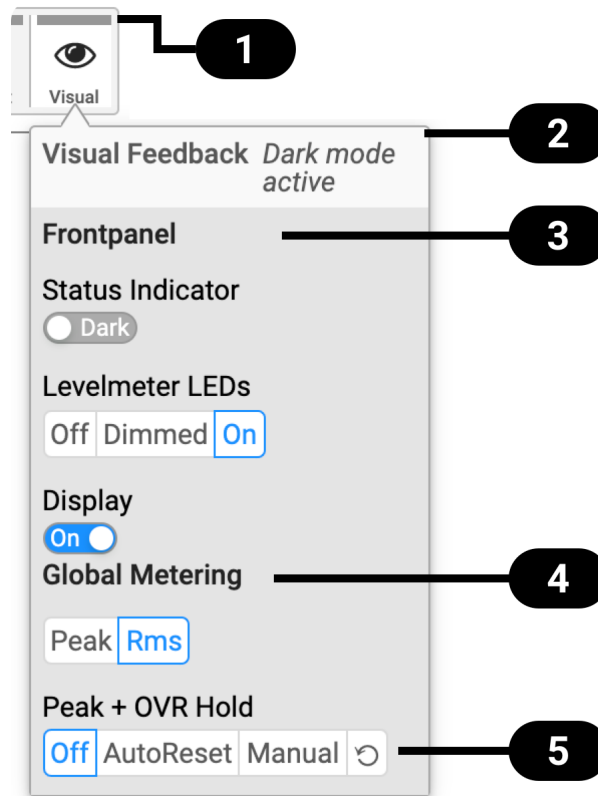 1
Visual
2
Visual Feedback Dark mode
active
Frontpanel
3
Status Indicator
Dark
Levelmeter LEDs
Off Dimmed On
Display
On
Global Metering
4
Peak Rms
Peak + OVR Hold
Off AutoReset Manual
5